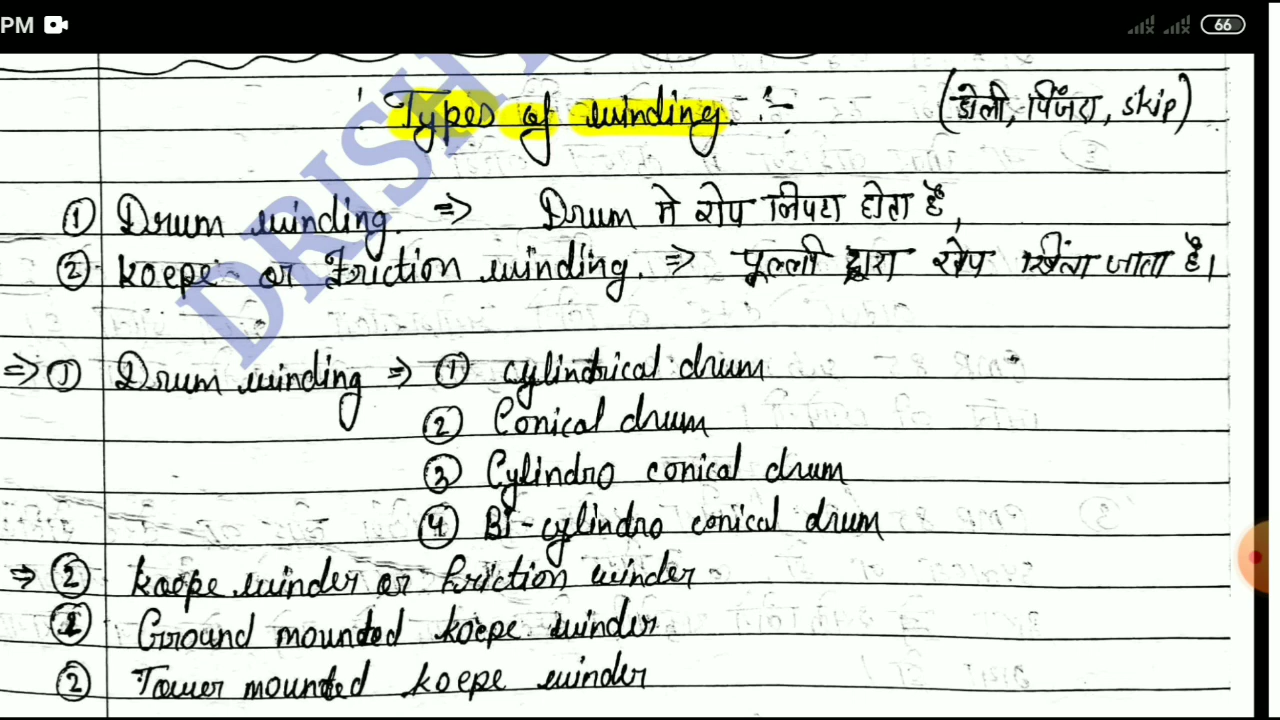 PM
66
Types of winding :- (डोली, पिंजरा, skip)
① Drum winding. ⇒ Drum मे रोप लिपटा होता है,
② Koepe or Friction winding. ⇒ पूल्ली द्वारा रोप खिंचा जाता है।
⇒ ① Drum winding ⇒ ① cylindrical drum
② Conical drum
③ Cylindro conical drum
④ Bi-cylindro conical drum
⇒ ② Koepe winder or friction winder
① Ground mounted koepe winder
② Tower mounted koepe winder